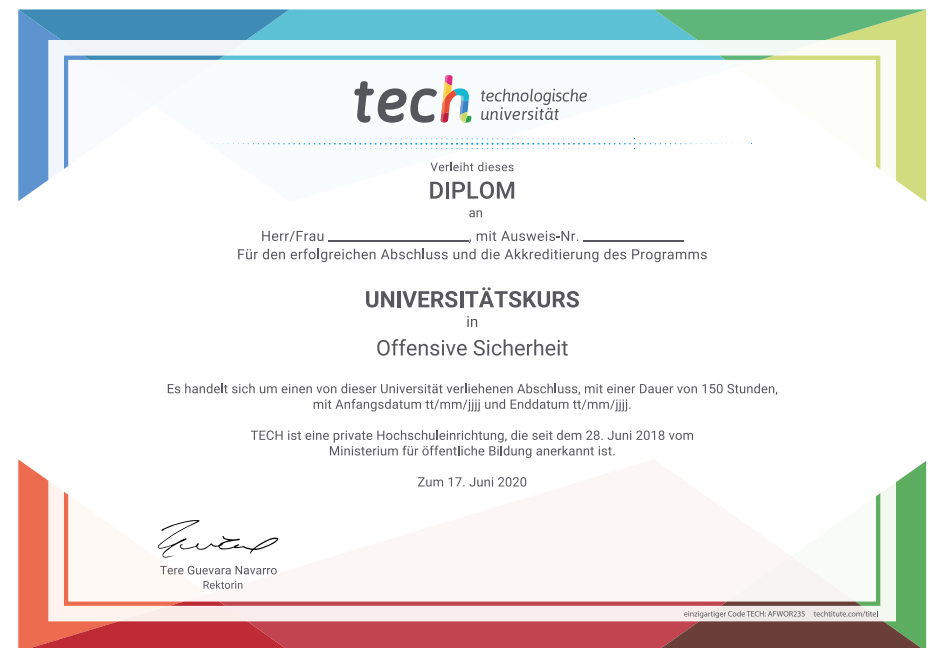 tech technologische
universität
Verleiht dieses
DIPLOM
an
Herr/Frau ____________________, mit Ausweis-Nr. ______________
Für den erfolgreichen Abschluss und die Akkreditierung des Programms
UNIVERSITÄTSKURS
in
Offensive Sicherheit
Es handelt sich um einen von dieser Universität verliehenen Abschluss, mit einer Dauer von 150 Stunden,
mit Anfangsdatum tt/mm/jjjj und Enddatum tt/mm/jjjj.
TECH ist eine private Hochschuleinrichtung, die seit dem 28. Juni 2018 vom
Ministerium für öffentliche Bildung anerkannt ist.
Zum 17. Juni 2020
Tere Guevara Navarro
Rektorin
einzigartiger Code TECH: AFWOR23S techtitute.com/titel